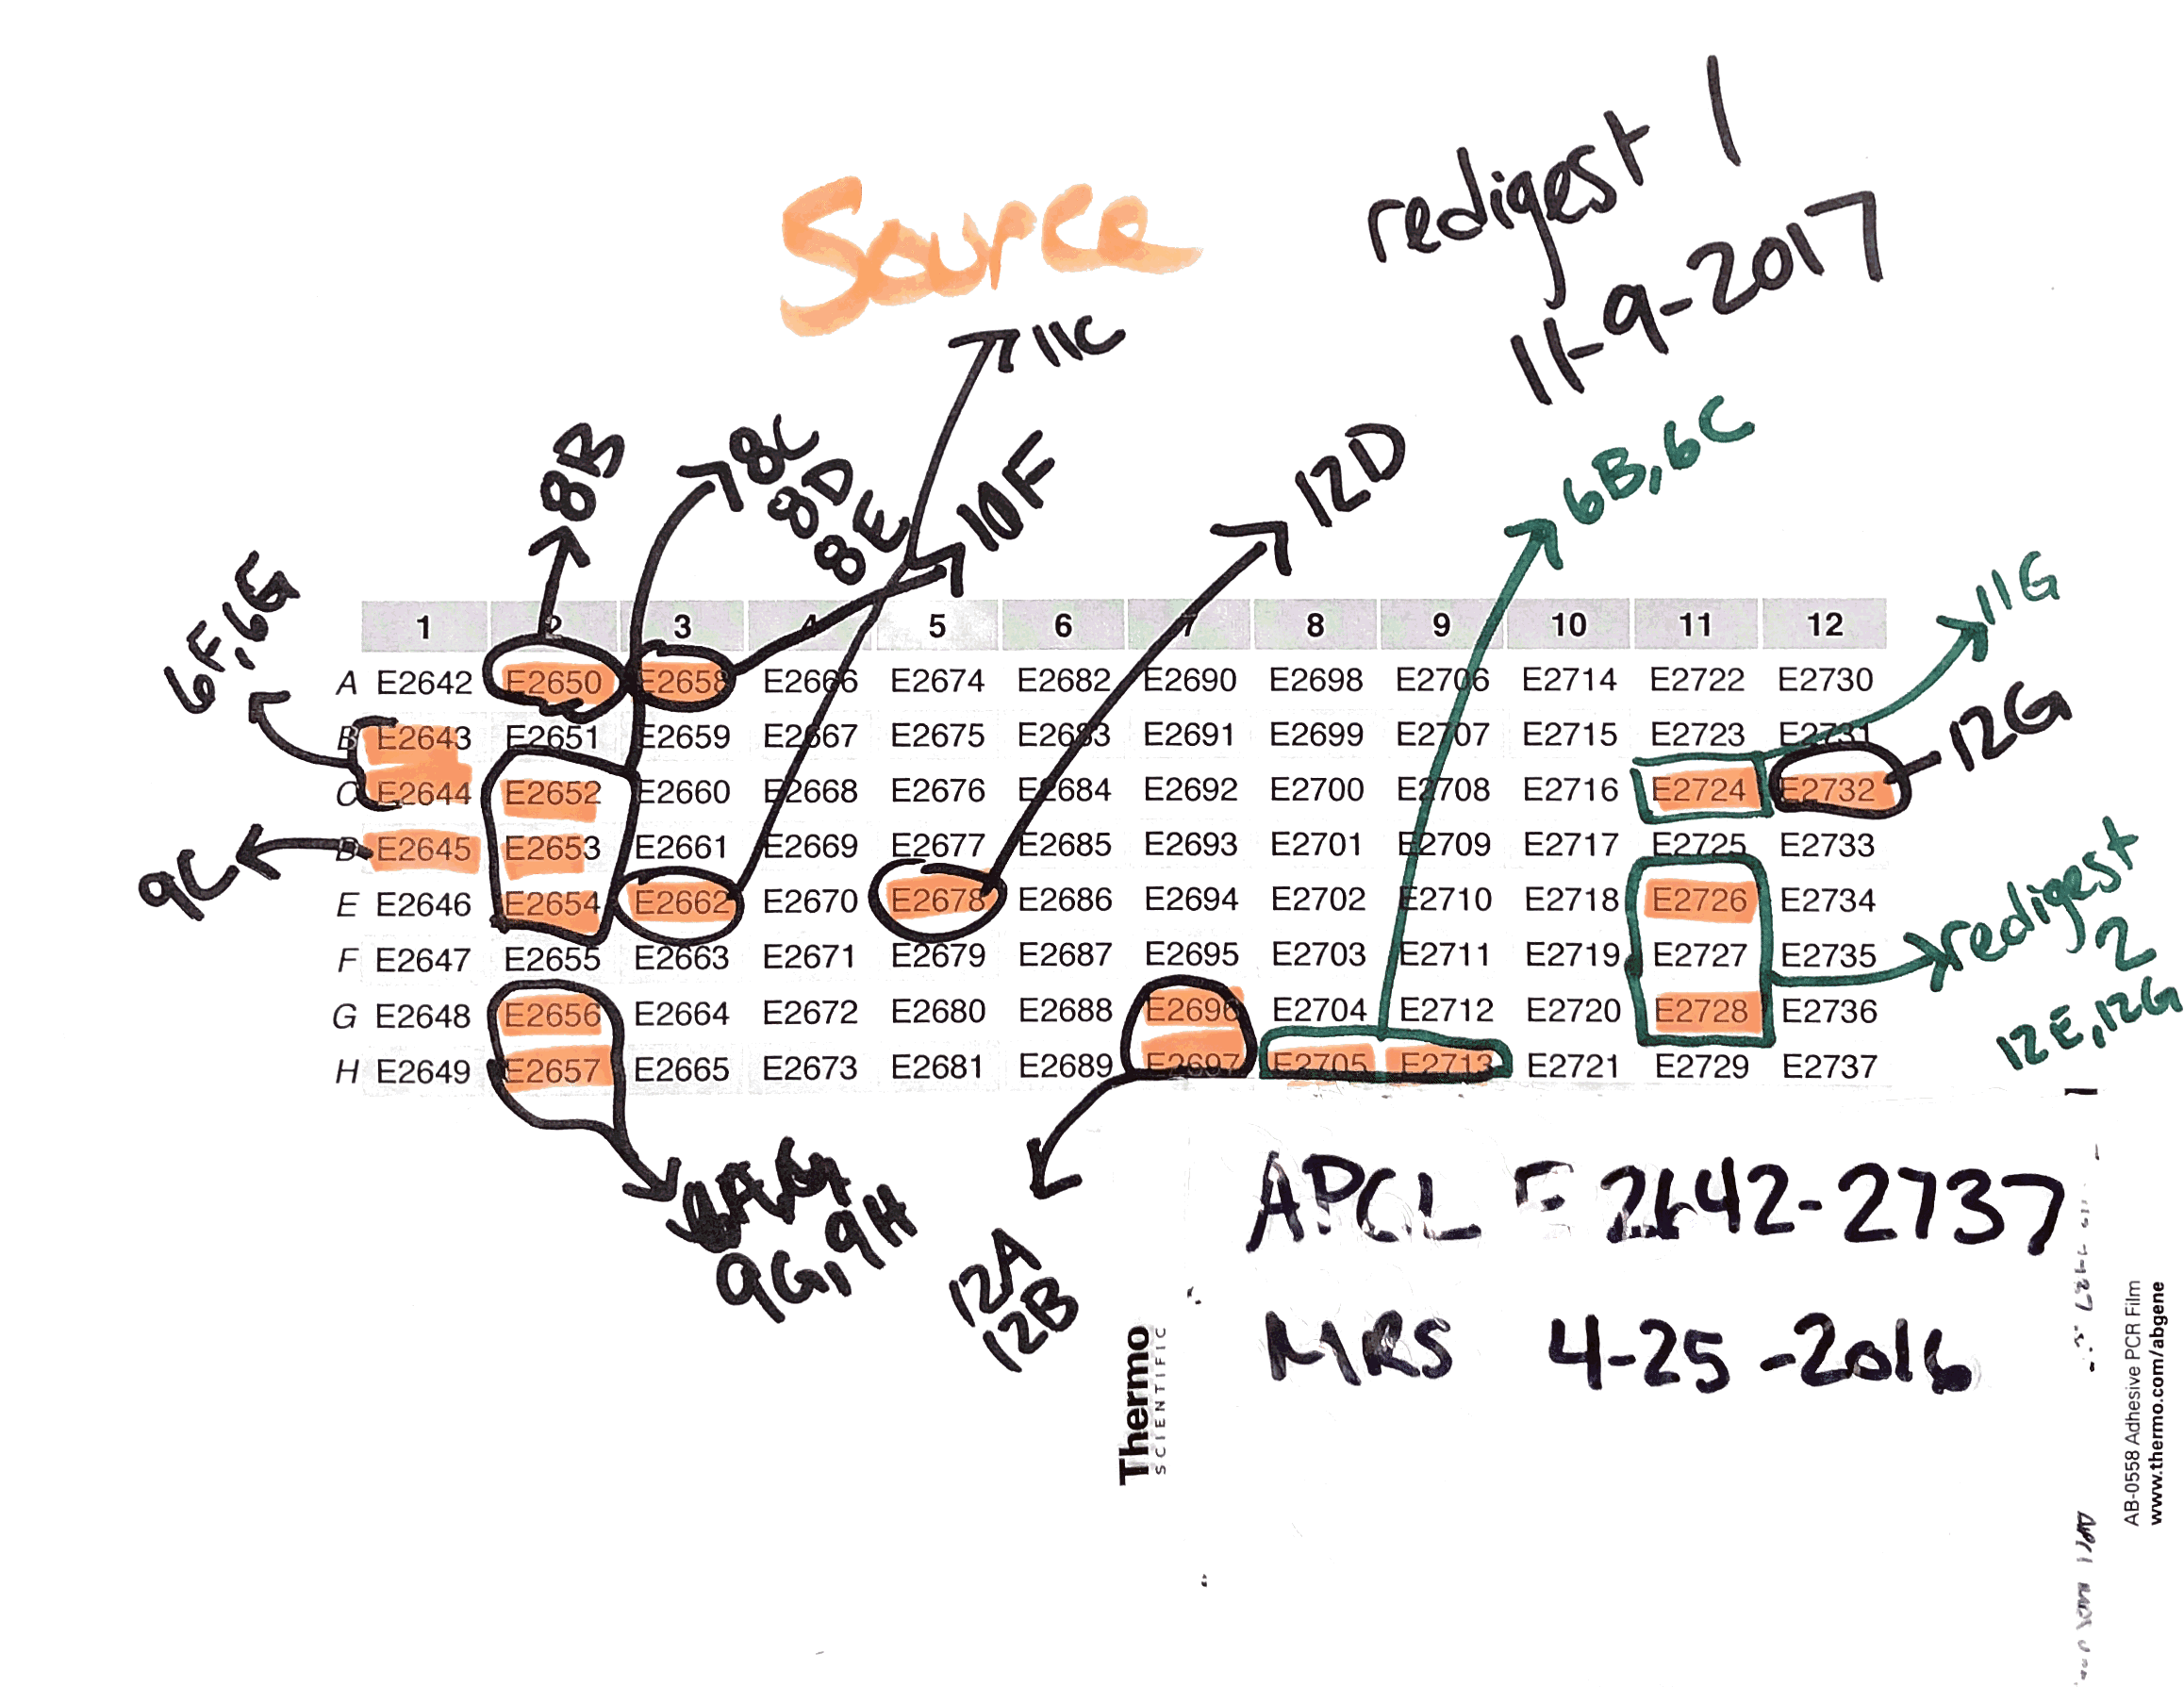 redigest 1
Source
11-9-2017
11C
6B,6C
8B
8C
8D
8E
10F
12D
6F,6G
11G
1 2 3 4 5 6 7 8 9 10 11 12
A E2642 E2650 E2658 E2666 E2674 E2682 E2690 E2698 E2706 E2714 E2722 E2730
B E2643 E2651 E2659 E2667 E2675 E2683 E2691 E2699 E2707 E2715 E2723 E2731
12G
C E2644 E2652 E2660 E2668 E2676 E2684 E2692 E2700 E2708 E2716 E2724 E2732
9C
D E2645 E2653 E2661 E2669 E2677 E2685 E2693 E2701 E2709 E2717 E2725 E2733
E E2646 E2654 E2662 E2670 E2678 E2686 E2694 E2702 E2710 E2718 E2726 E2734
F E2647 E2655 E2663 E2671 E2679 E2687 E2695 E2703 E2711 E2719 E2727 E2735
redigest
2
12E,12G
G E2648 E2656 E2664 E2672 E2680 E2688 E2696 E2704 E2712 E2720 E2728 E2736
H E2649 E2657 E2665 E2673 E2681 E2689 E2697 E2705 E2713 E2721 E2729 E2737
9G,9H
12A
12B
APCL E2642-2737
MRS 4-25-2016
Thermo
SCIENTIFIC
AB-0558 Adhesive PCR Film
www.thermo.com/abgene